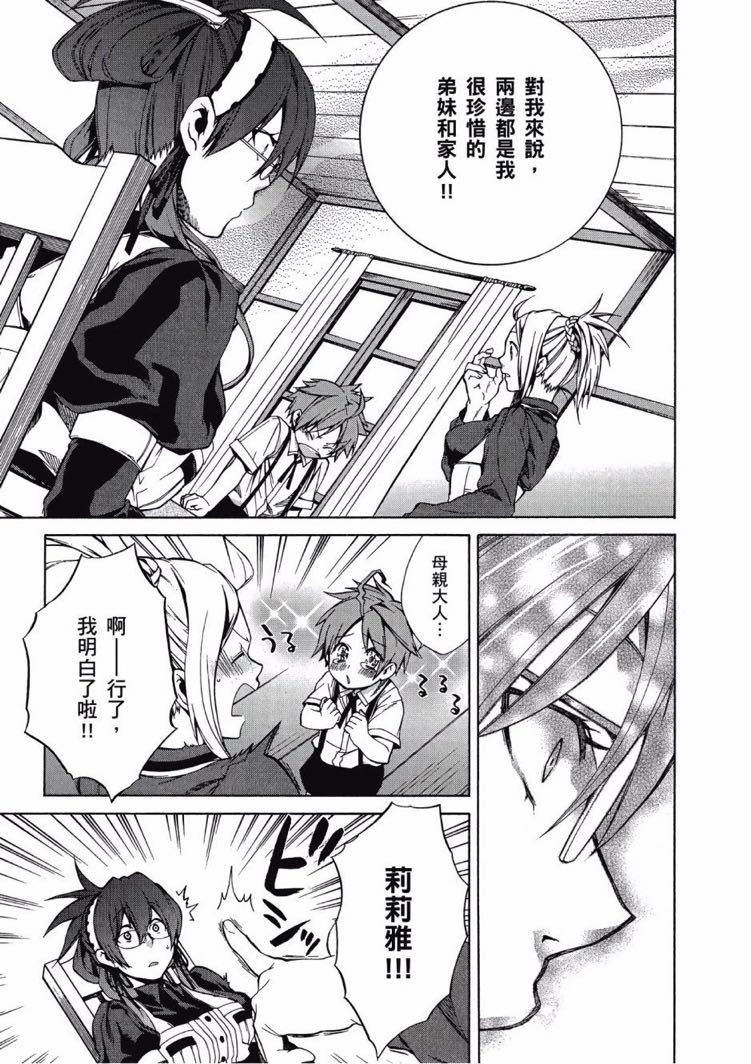 對我來說，
兩邊都是我
很珍惜的
弟妹和家人!!
母親大人…
うる
るる
啊──行了，
我明白了啦!!
ビシ
莉莉雅!!!